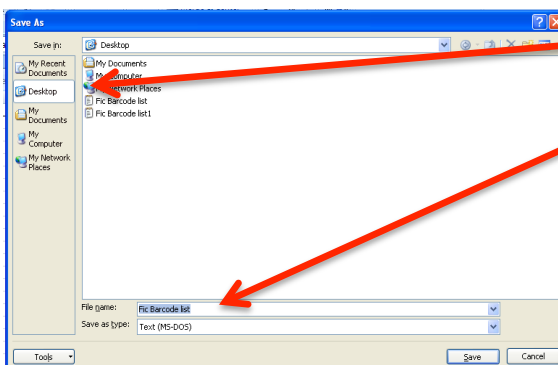 Save As
Save in:
Desktop
My Recent
Documents
Desktop
My
Documents
My
Computer
My Network
Places
My Documents
My Computer
Network Places
Fic Barcode list
Fic Barcode list1
File name:
Fic Barcode list
Save as type:
Text (MS-DOS)
Tools
Save
Cancel